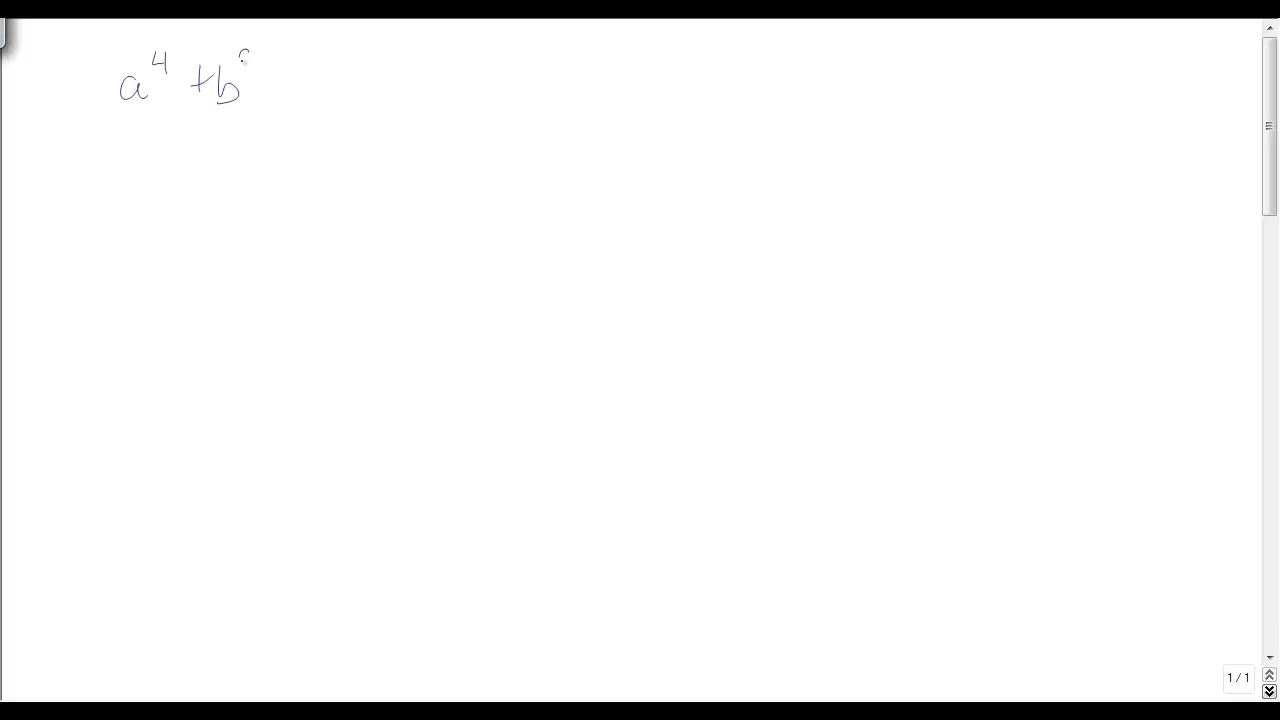 a⁴ + b
1 / 1